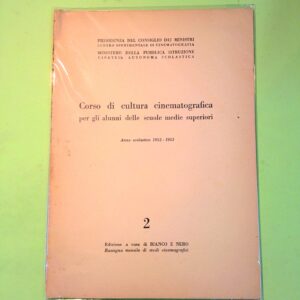 PRESIDENZA DEL CONSIGLIO DEI MINISTRI
CENTRO SPERIMENTALE DI CINEMATOGRAFIA
MINISTERO DELLA PUBBLICA ISTRUZIONE
CINETECA AUTONOMA SCOLASTICA
Corso di cultura cinematografica
per gli alunni delle scuole medie superiori
Anno scolastico 1952 - 1953
2
Edizione a cura di BIANCO E NERO
Rassegna mensile di studi cinematografici